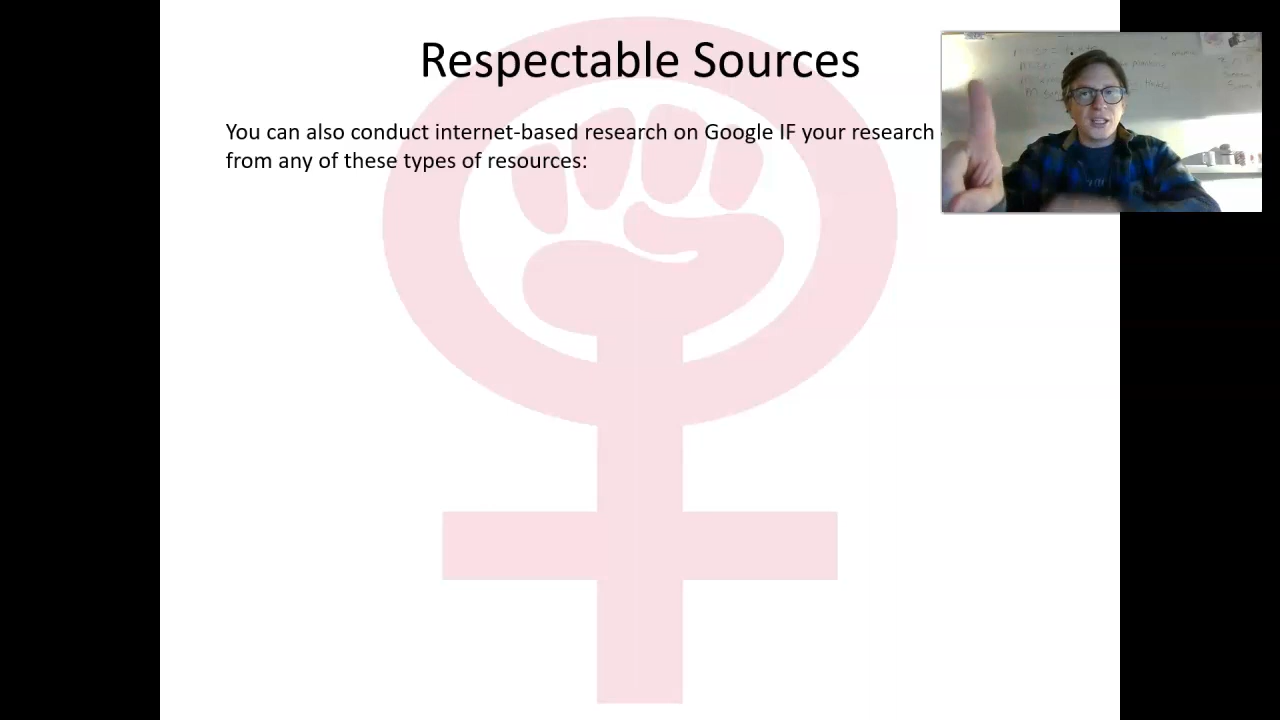 Respectable Sources
You can also conduct internet-based research on Google IF your research
from any of these types of resources: